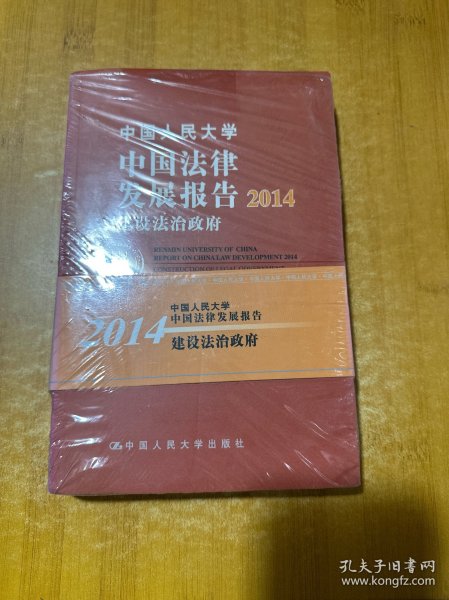 中国人民大学
中国法律
发展报告 2014
建设法治政府
RENMIN UNIVERSITY OF CHINA
REPORT ON CHINA LAW DEVELOPMENT 2014
中国人民大学
2014 中国法律发展报告
建设法治政府
中国人民大学出版社
孔夫子旧书网
www.kongfz.com